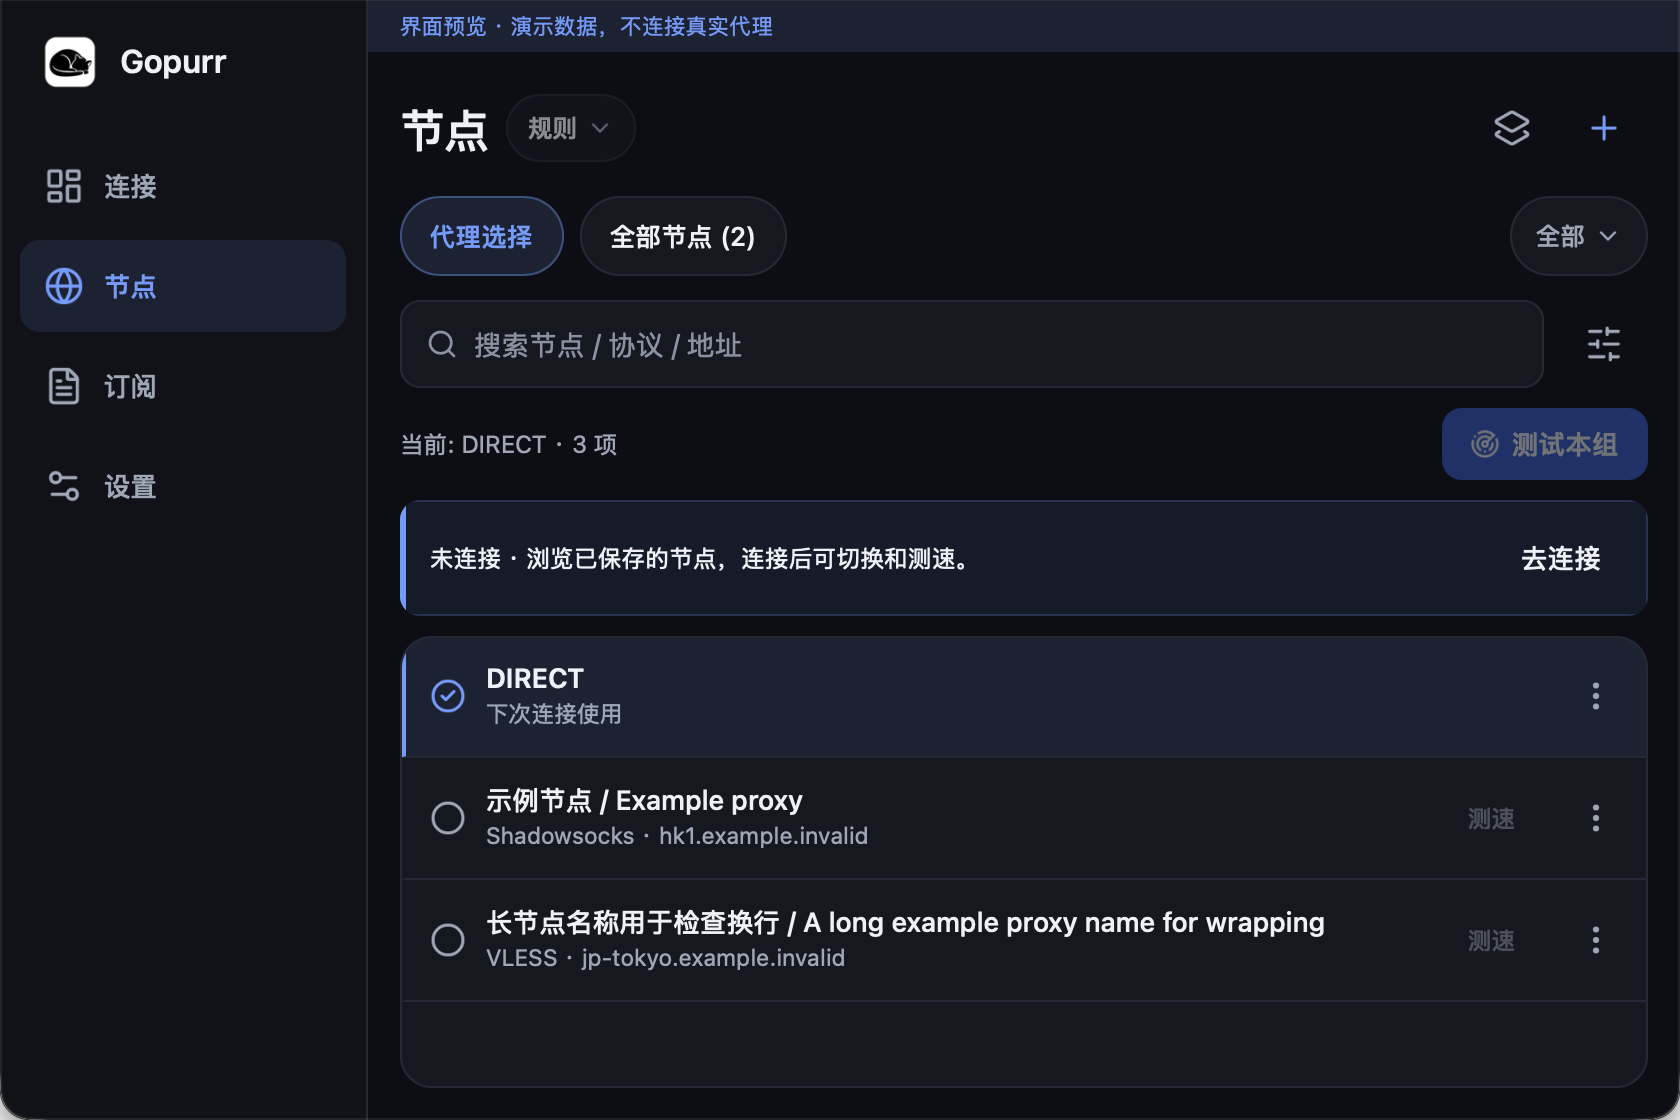 Gopurr
连接
节点
订阅
设置
界面预览 · 演示数据，不连接真实代理
节点
规则
代理选择
全部节点 (2)
全部
搜索节点 / 协议 / 地址
当前: DIRECT · 3 项
测试本组
未连接 · 浏览已保存的节点，连接后可切换和测速。
去连接
DIRECT
下次连接使用
示例节点 / Example proxy
Shadowsocks · hk1.example.invalid
测速
长节点名称用于检查换行 / A long example proxy name for wrapping
VLESS · jp-tokyo.example.invalid
测速